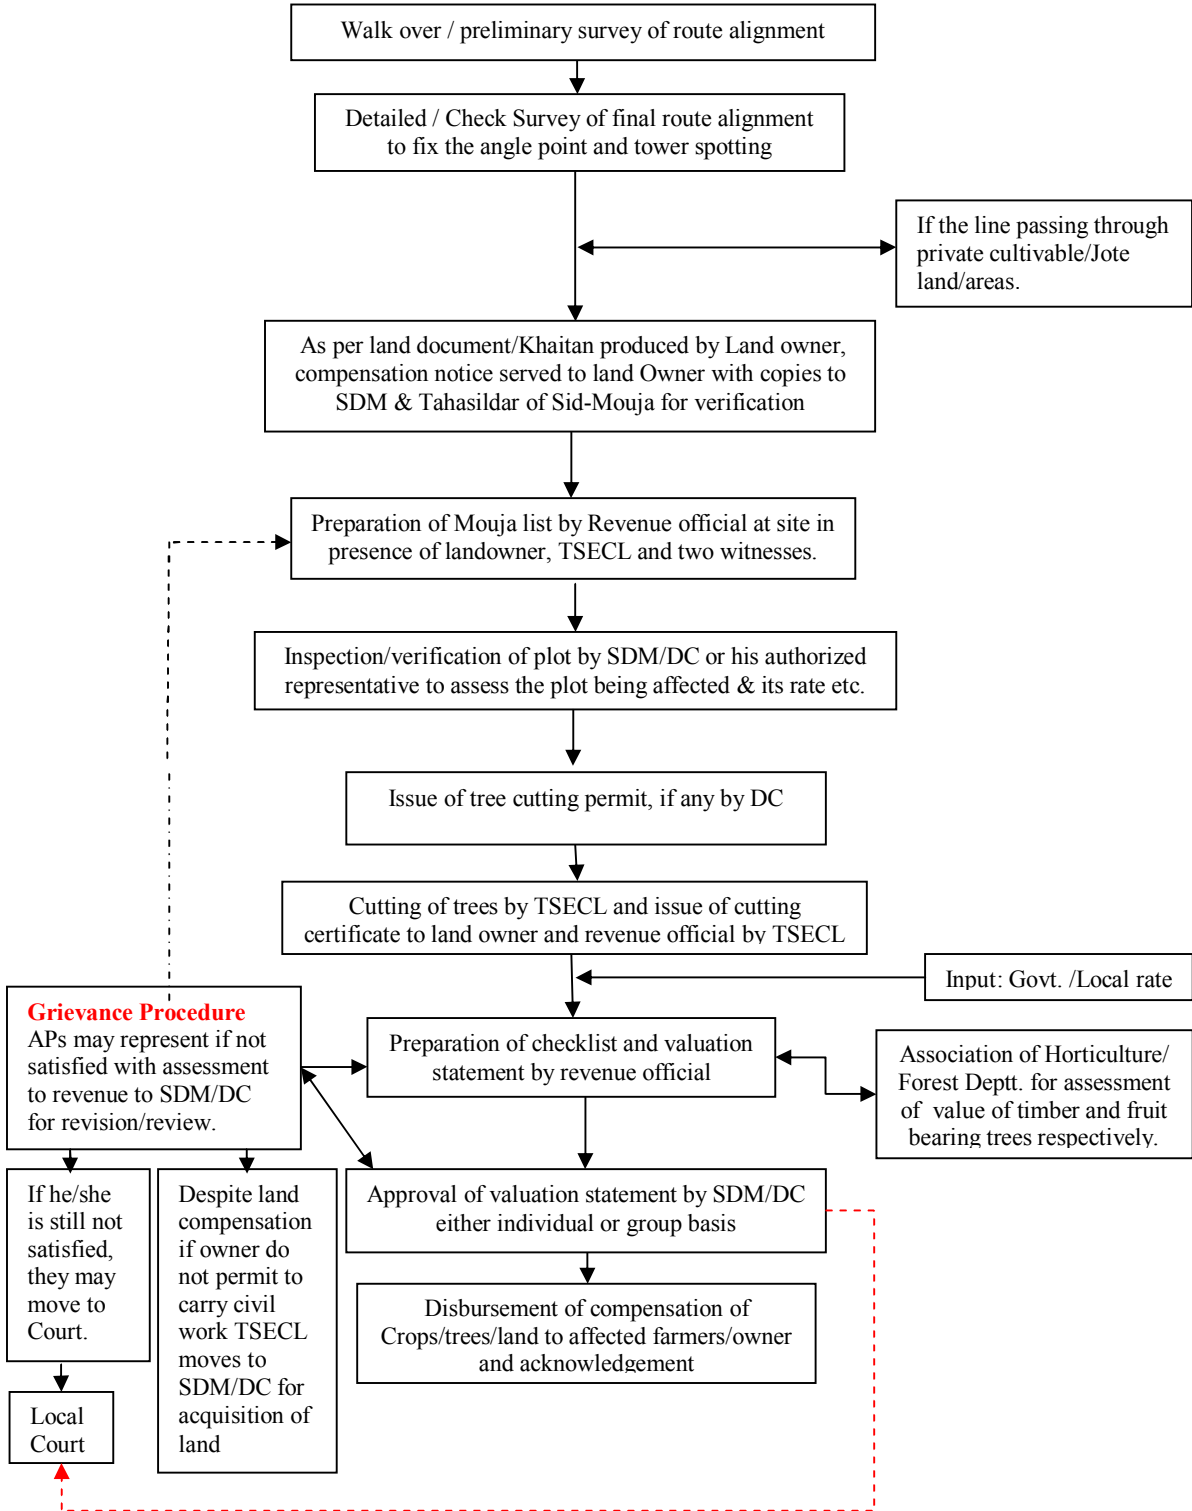 Walk over / preliminary survey of route alignment
Detailed / Check Survey of final route alignment
to fix the angle point and tower spotting
If the line passing through
private cultivable/Jote
land/areas.
As per land document/Khaitan produced by Land owner,
compensation notice served to land Owner with copies to
SDM & Tahasildar of Sid-Mouja for verification
Preparation of Mouja list by Revenue official at site in
presence of landowner, TSECL and two witnesses.
Inspection/verification of plot by SDM/DC or his authorized
representative to assess the plot being affected & its rate etc.
Issue of tree cutting permit, if any by DC
Cutting of trees by TSECL and issue of cutting
certificate to land owner and revenue official by TSECL
Input: Govt. /Local rate
Grievance Procedure
APs may represent if not
satisfied with assessment
to revenue to SDM/DC
for revision/review.
Preparation of checklist and valuation
statement by revenue official
Association of Horticulture/
Forest Deptt. for assessment
of value of timber and fruit
bearing trees respectively.
If he/she
is still not
satisfied,
they may
move to
Court.
Despite land
compensation
if owner do
not permit to
carry civil
work TSECL
moves to
SDM/DC for
acquisition of
land
Approval of valuation statement by SDM/DC
either individual or group basis
Disbursement of compensation of
Crops/trees/land to affected farmers/owner
and acknowledgement
Local
Court